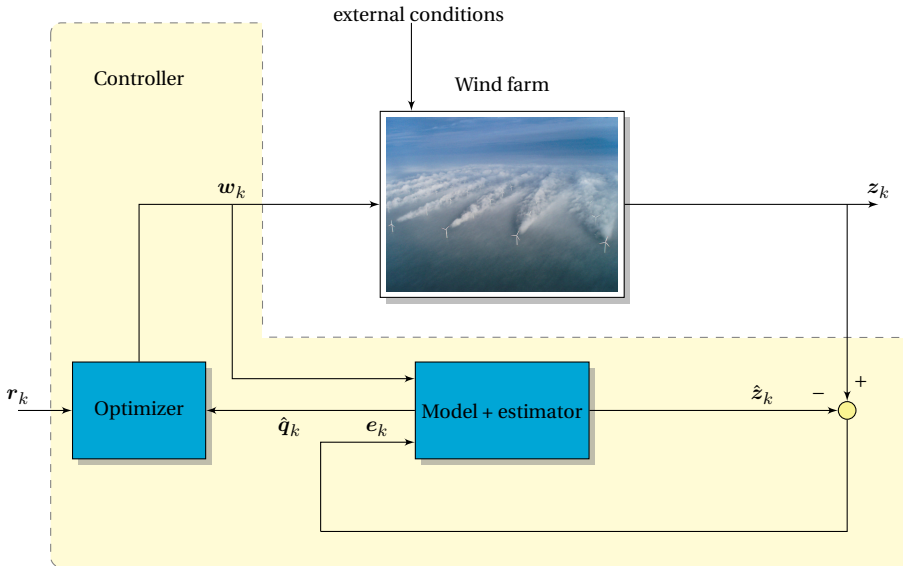 external conditions
Controller
Wind farm
w_k
z_k
r_k
Optimizer
Model + estimator
ẑ_k
−
+
q̂_k
e_k